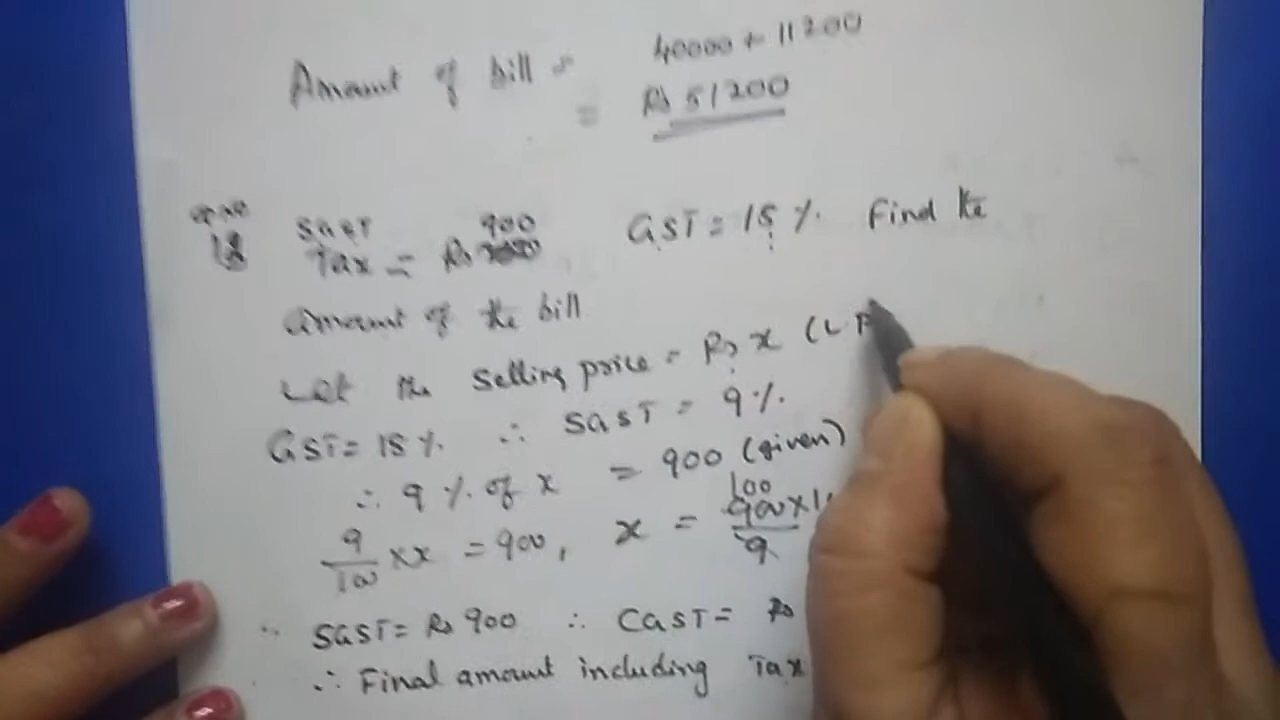 Amount of bill = 40000 + 11200
= Rs 51200
SGST
Tax = Rs 900 GST = 18 %. Find the
amount of the bill
Let the selling price = Rs x (L.P
GST = 18 %. ∴ SGST = 9 %.
∴ 9 %. of x = 900 (given)
9/100 × x = 900, x = 900 × 1 / 9 100
∴ SGST = Rs 900 ∴ CGST = Rs
∴ Final amount including Tax